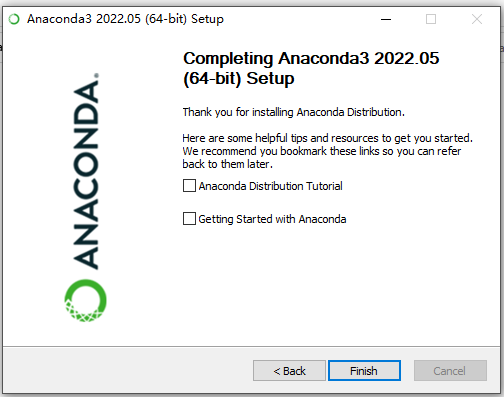 Anaconda3 2022.05 (64-bit) Setup
ANACONDA.
Completing Anaconda3 2022.05
(64-bit) Setup
Thank you for installing Anaconda Distribution.
Here are some helpful tips and resources to get you started.
We recommend you bookmark these links so you can refer
back to them later.
Anaconda Distribution Tutorial
Getting Started with Anaconda
< Back
Finish
Cancel